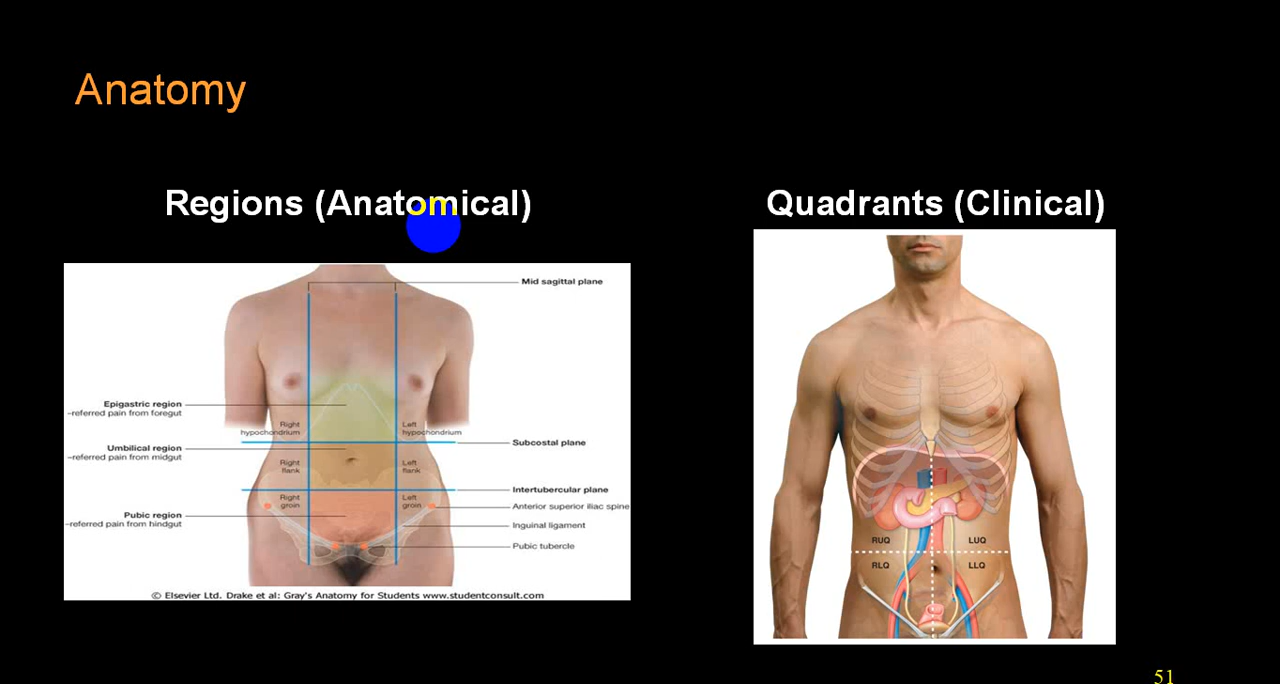 Anatomy
Regions (Anatomical)
Mid sagittal plane
Epigastric region
–referred pain from foregut
Right
hypochondrium
Left
hypochondrium
Subcostal plane
Umbilical region
–referred pain from midgut
Right
flank
Left
flank
Intertubercular plane
Right
groin
Left
groin
Anterior superior iliac spine
Pubic region
–referred pain from hindgut
Inguinal ligament
Pubic tubercle
© Elsevier Ltd. Drake et al: Gray's Anatomy for Students www.studentconsult.com
Quadrants (Clinical)
RUQ
LUQ
RLQ
LLQ
51